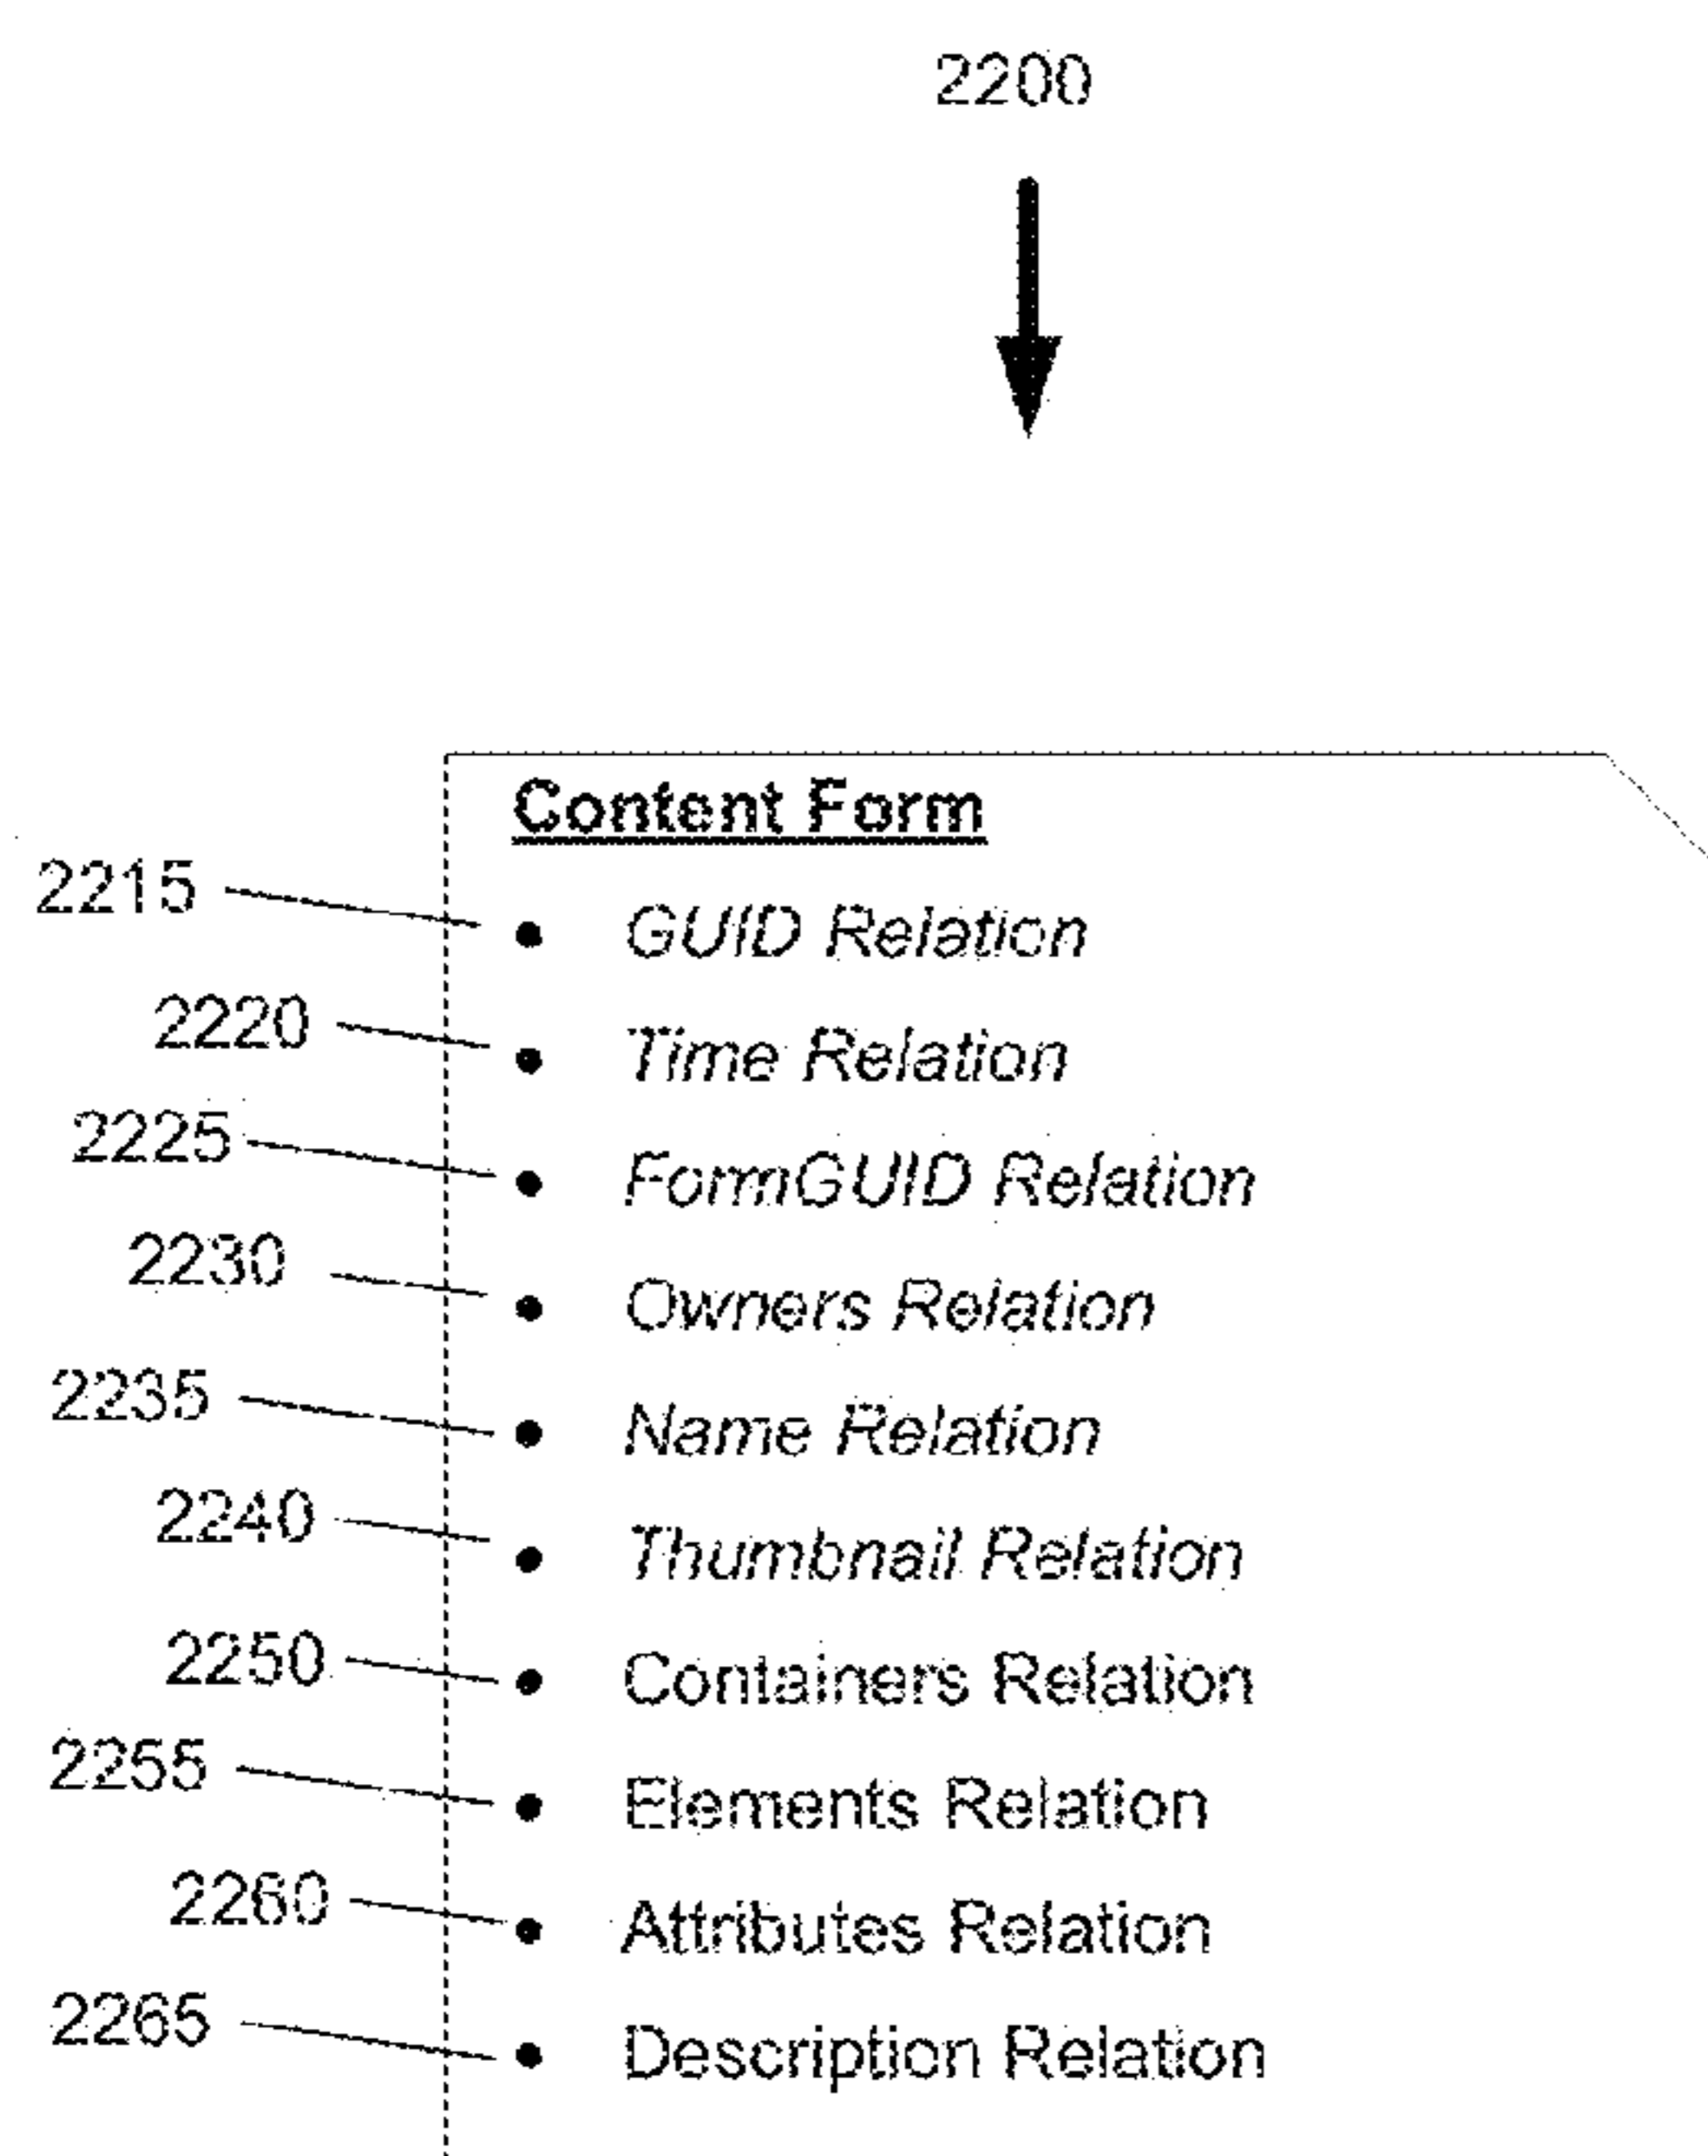 2200
Content Form
2215 • GUID Relation
2220 • Time Relation
2225 • FormGUID Relation
2230 • Owners Relation
2235 • Name Relation
2240 • Thumbnail Relation
2250 • Containers Relation
2255 • Elements Relation
2260 • Attributes Relation
2265 • Description Relation